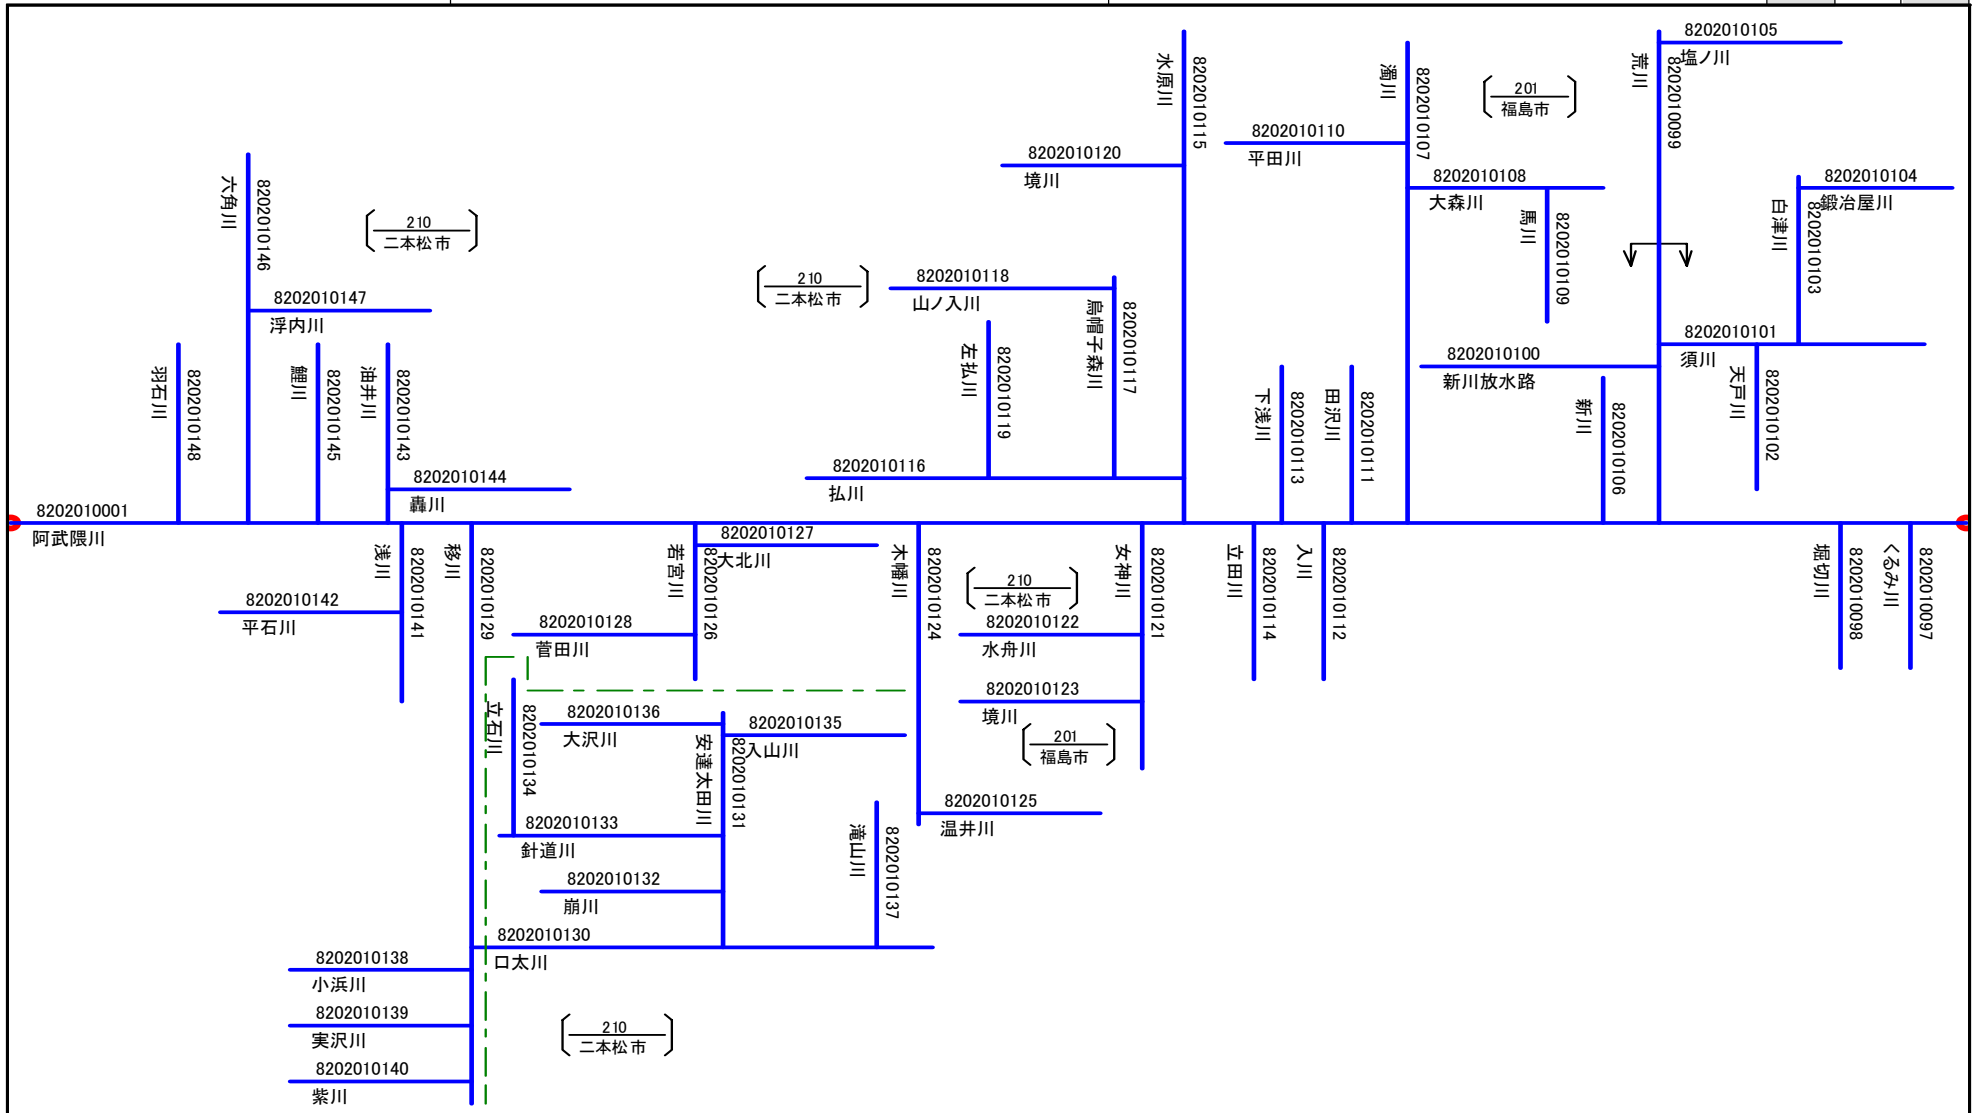 8202010105
塩ノ川
荒川
8202010099
水原川
8202010115
濁川
8202010107
201
福島市
8202010110
平田川
8202010120
境川
8202010108
大森川
8202010104
鍛冶屋川
六角川
8202010146
210
二本松市
馬川
8202010109
白津川
8202010103
210
二本松市
8202010118
山ノ入川
8202010147
浮内川
烏帽子森川
8202010117
左払川
8202010119
8202010101
須川
8202010100
新川放水路
羽石川
8202010148
鯉川
8202010145
油井川
8202010143
下浅川
8202010113
田沢川
8202010111
新川
8202010106
天戸川
8202010102
8202010116
払川
8202010144
轟川
8202010001
阿武隈川
浅川
8202010141
移川
8202010129
若宮川
8202010126
8202010127
大北川
木幡川
8202010124
女神川
8202010121
立田川
8202010114
入川
8202010112
堀切川
8202010098
くるみ川
8202010097
210
二本松市
8202010142
平石川
8202010128
菅田川
8202010122
水舟川
8202010123
境川
201
福島市
立石川
8202010134
8202010136
大沢川
安達太田川
8202010131
8202010135
入山川
8202010125
温井川
8202010133
針道川
滝山川
8202010137
8202010132
崩川
8202010130
口太川
8202010138
小浜川
8202010139
実沢川
210
二本松市
8202010140
紫川